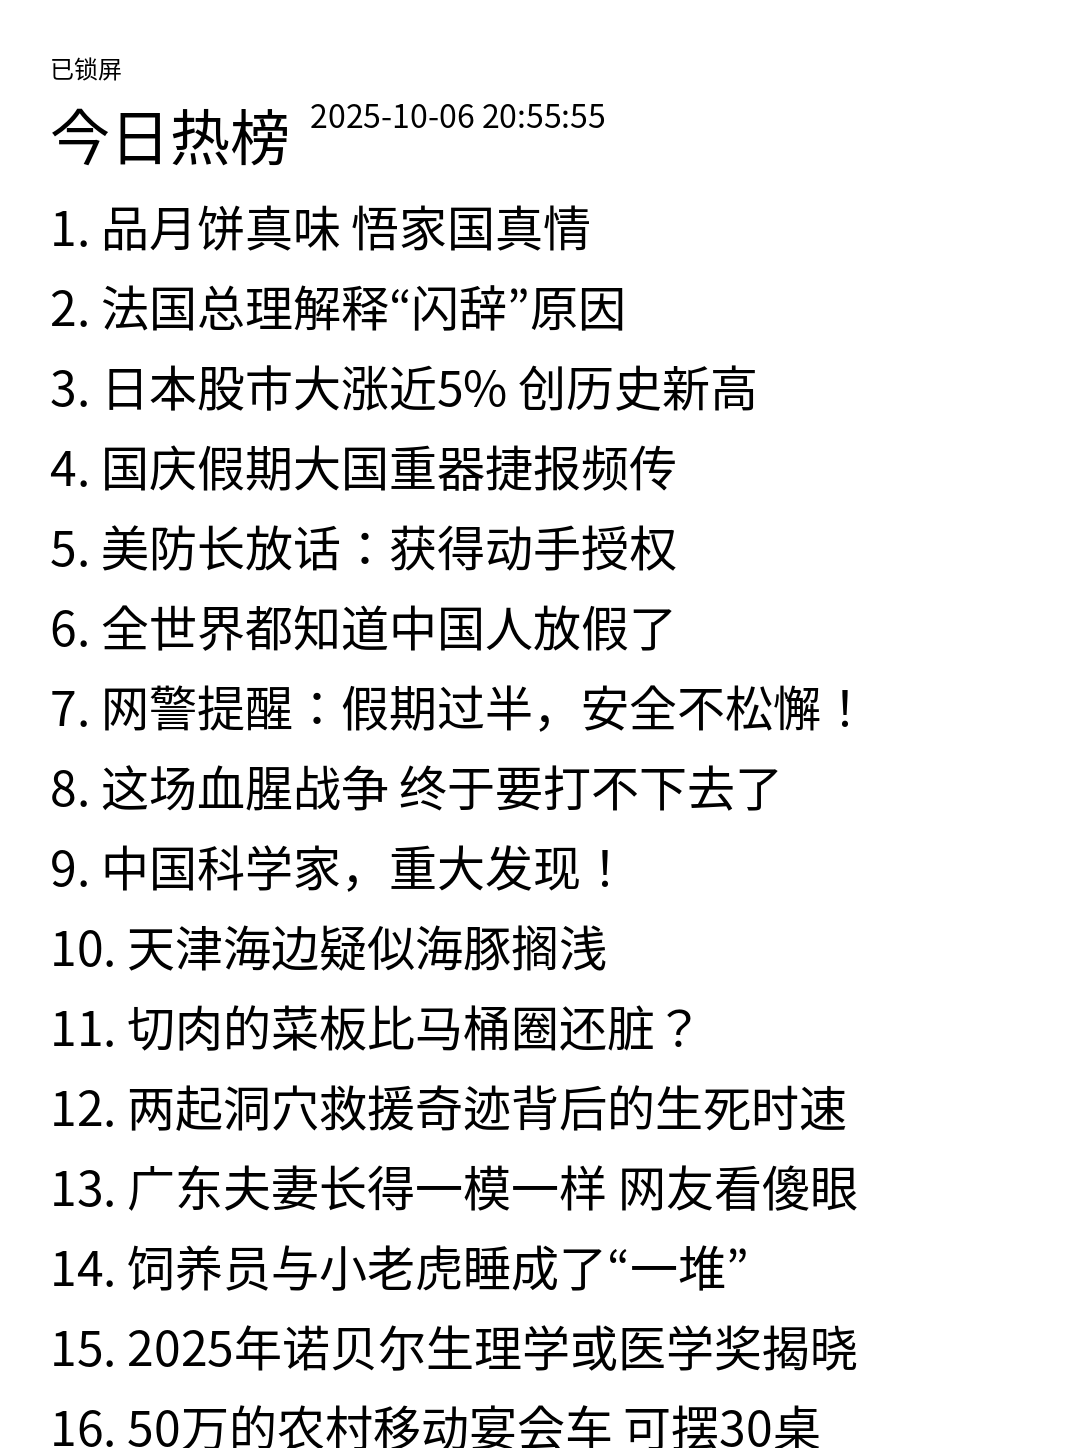 已锁屏
今日热榜 2025-10-06 20:55:55
1. 品月饼真味 悟家国真情
2. 法国总理解释“闪辞”原因
3. 日本股市大涨近5% 创历史新高
4. 国庆假期大国重器捷报频传
5. 美防长放话：获得动手授权
6. 全世界都知道中国人放假了
7. 网警提醒：假期过半，安全不松懈！
8. 这场血腥战争 终于要打不下去了
9. 中国科学家，重大发现！
10. 天津海边疑似海豚搁浅
11. 切肉的菜板比马桶圈还脏？
12. 两起洞穴救援奇迹背后的生死时速
13. 广东夫妻长得一模一样 网友看傻眼
14. 饲养员与小老虎睡成了“一堆”
15. 2025年诺贝尔生理学或医学奖揭晓
16. 50万的农村移动宴会车 可摆30桌